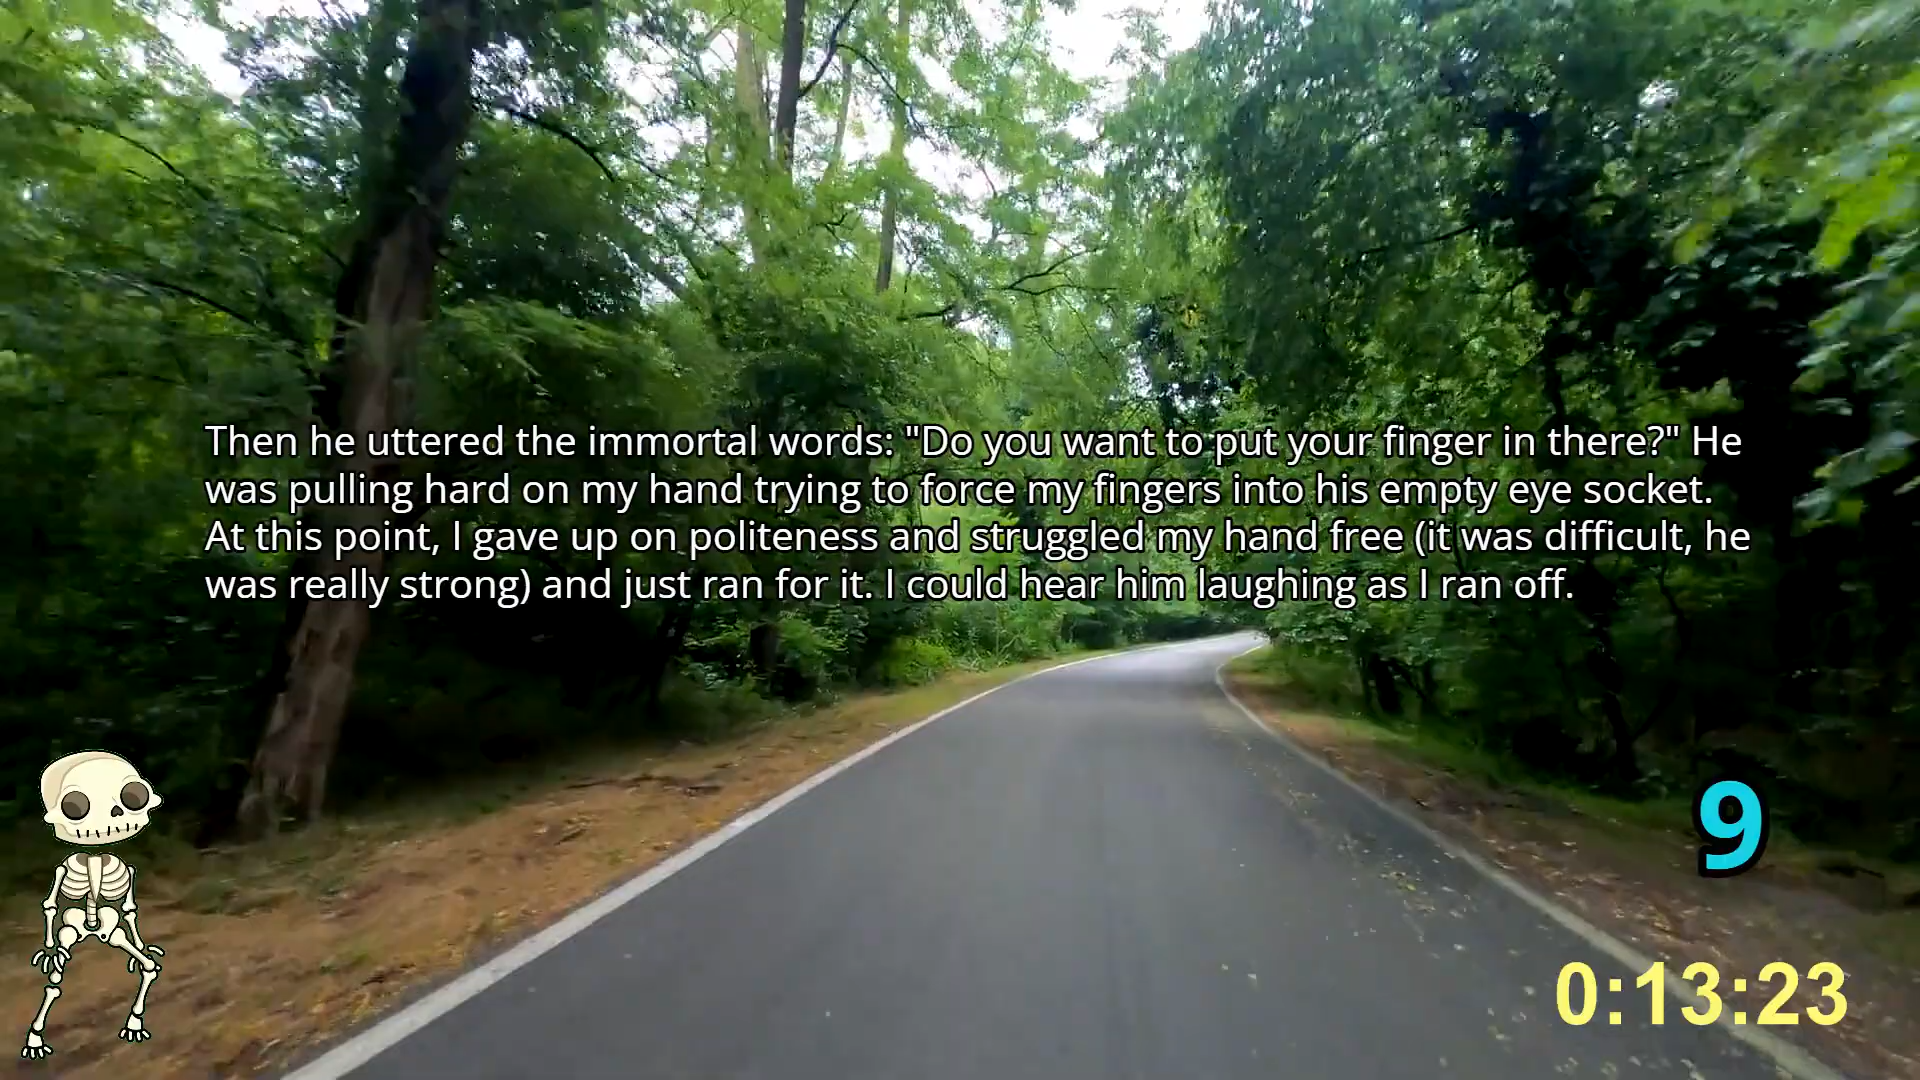 Then he uttered the immortal words: "Do you want to put your finger in there?" He
was pulling hard on my hand trying to force my fingers into his empty eye socket.
At this point, I gave up on politeness and struggled my hand free (it was difficult, he
was really strong) and just ran for it. I could hear him laughing as I ran off.
9
0:13:23